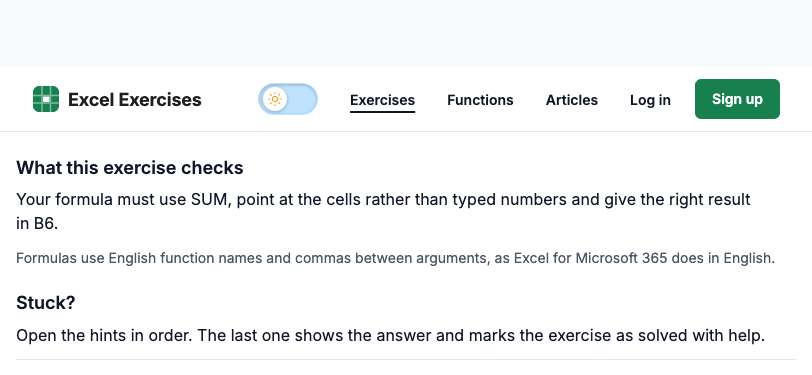 Excel Exercises
Exercises
Functions
Articles
Log in
Sign up
What this exercise checks
Your formula must use SUM, point at the cells rather than typed numbers and give the right result
in B6.
Formulas use English function names and commas between arguments, as Excel for Microsoft 365 does in English.
Stuck?
Open the hints in order. The last one shows the answer and marks the exercise as solved with help.